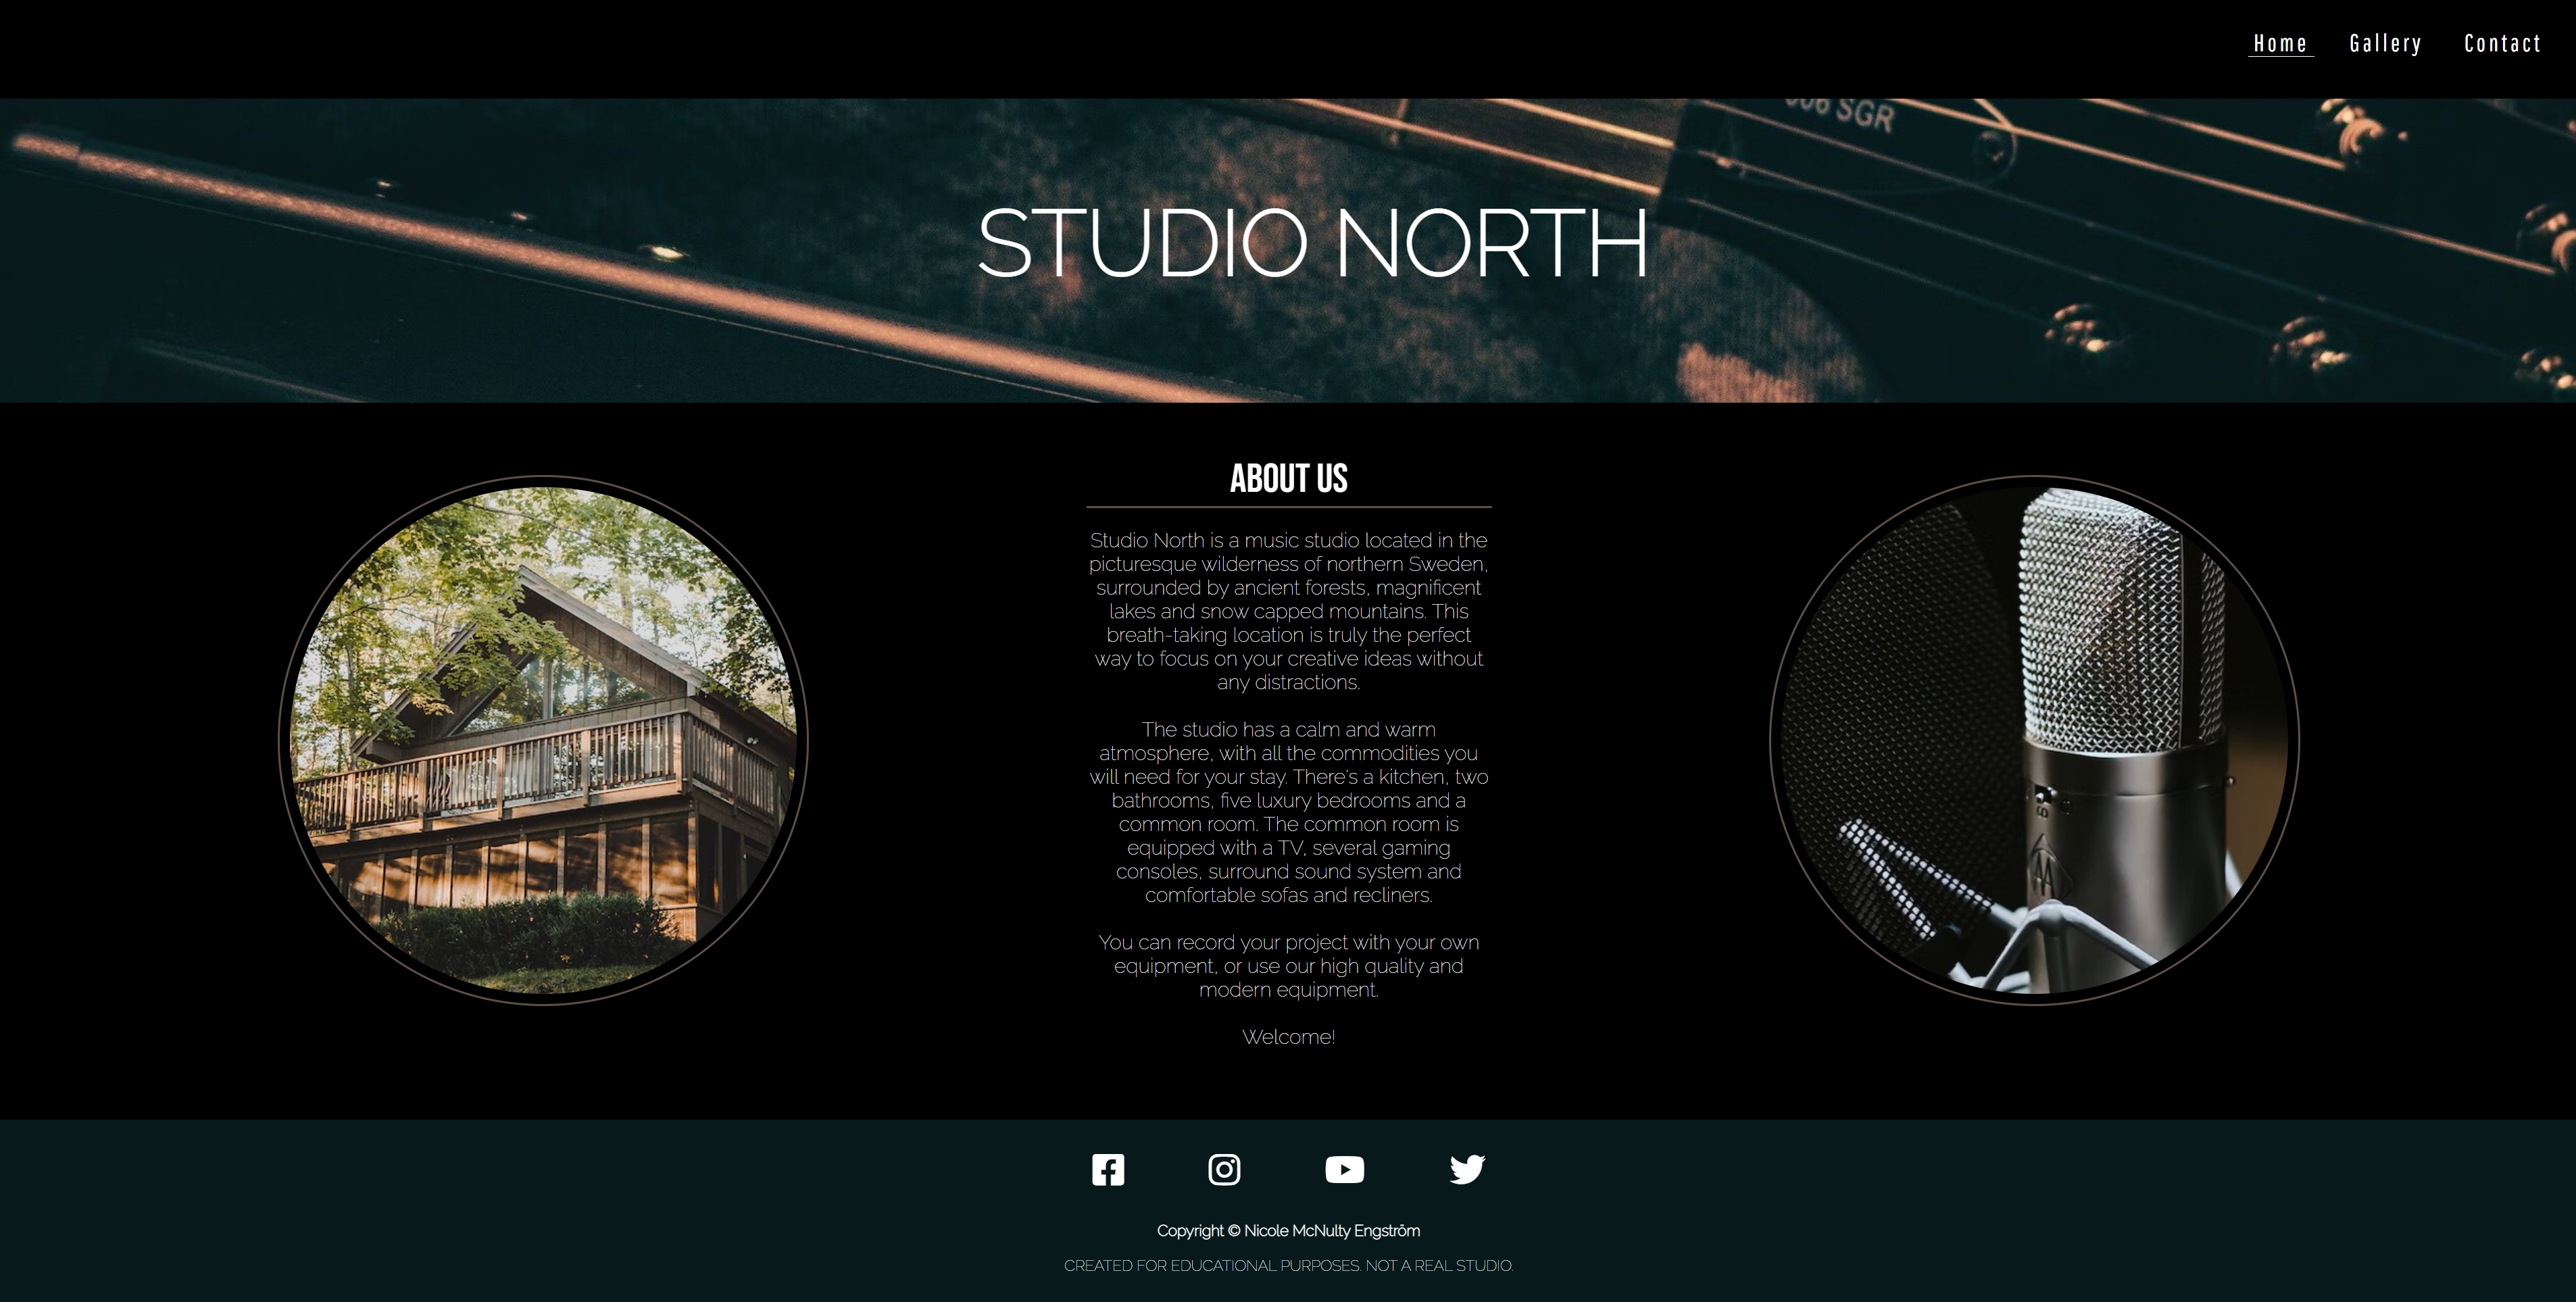 Home Gallery Contact
006 SGR
STUDIO NORTH
ABOUT US
Studio North is a music studio located in the
picturesque wilderness of northern Sweden,
surrounded by ancient forests, magnificent
lakes and snow capped mountains. This
breath-taking location is truly the perfect
way to focus on your creative ideas without
any distractions.
The studio has a calm and warm
atmosphere, with all the commodities you
will need for your stay. There's a kitchen, two
bathrooms, five luxury bedrooms and a
common room. The common room is
equipped with a TV, several gaming
consoles, surround sound system and
comfortable sofas and recliners.
You can record your project with your own
equipment, or use our high quality and
modern equipment.
Welcome!
Copyright © Nicole McNulty Engström
CREATED FOR EDUCATIONAL PURPOSES. NOT A REAL STUDIO.